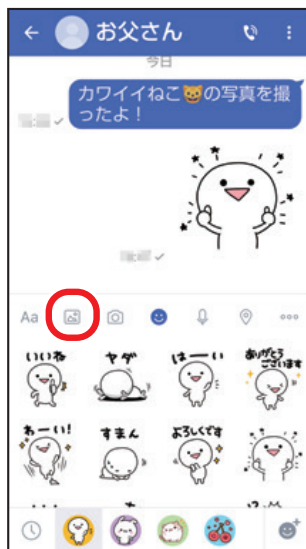 お父さん
今日
カワイイねこ😺の写真を撮
ったよ！
Aa
いいね
ヤダ
はーい
ありがとう
ございます
わーい！
すまん
よろしくです